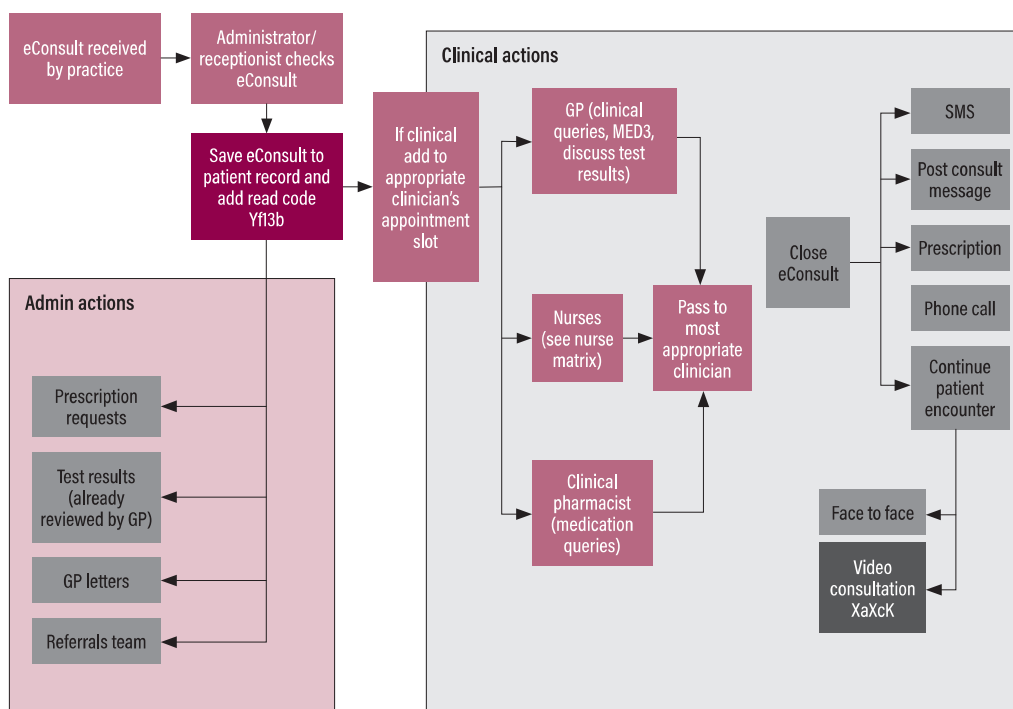 eConsult received
by practice
Administrator/
receptionist checks
eConsult
Save eConsult to
patient record and
add read code
Yf13b
Admin actions
Prescription
requests
Test results
(already
reviewed by GP)
GP letters
Referrals team
Clinical actions
If clinical
add to
appropriate
clinician’s
appointment
slot
GP (clinical
queries, MED3,
discuss test
results)
Nurses
(see nurse
matrix)
Clinical
pharmacist
(medication
queries)
Pass to
most
appropriate
clinician
Close
eConsult
SMS
Post consult
message
Prescription
Phone call
Continue
patient
encounter
Face to face
Video
consultation
XaXcK